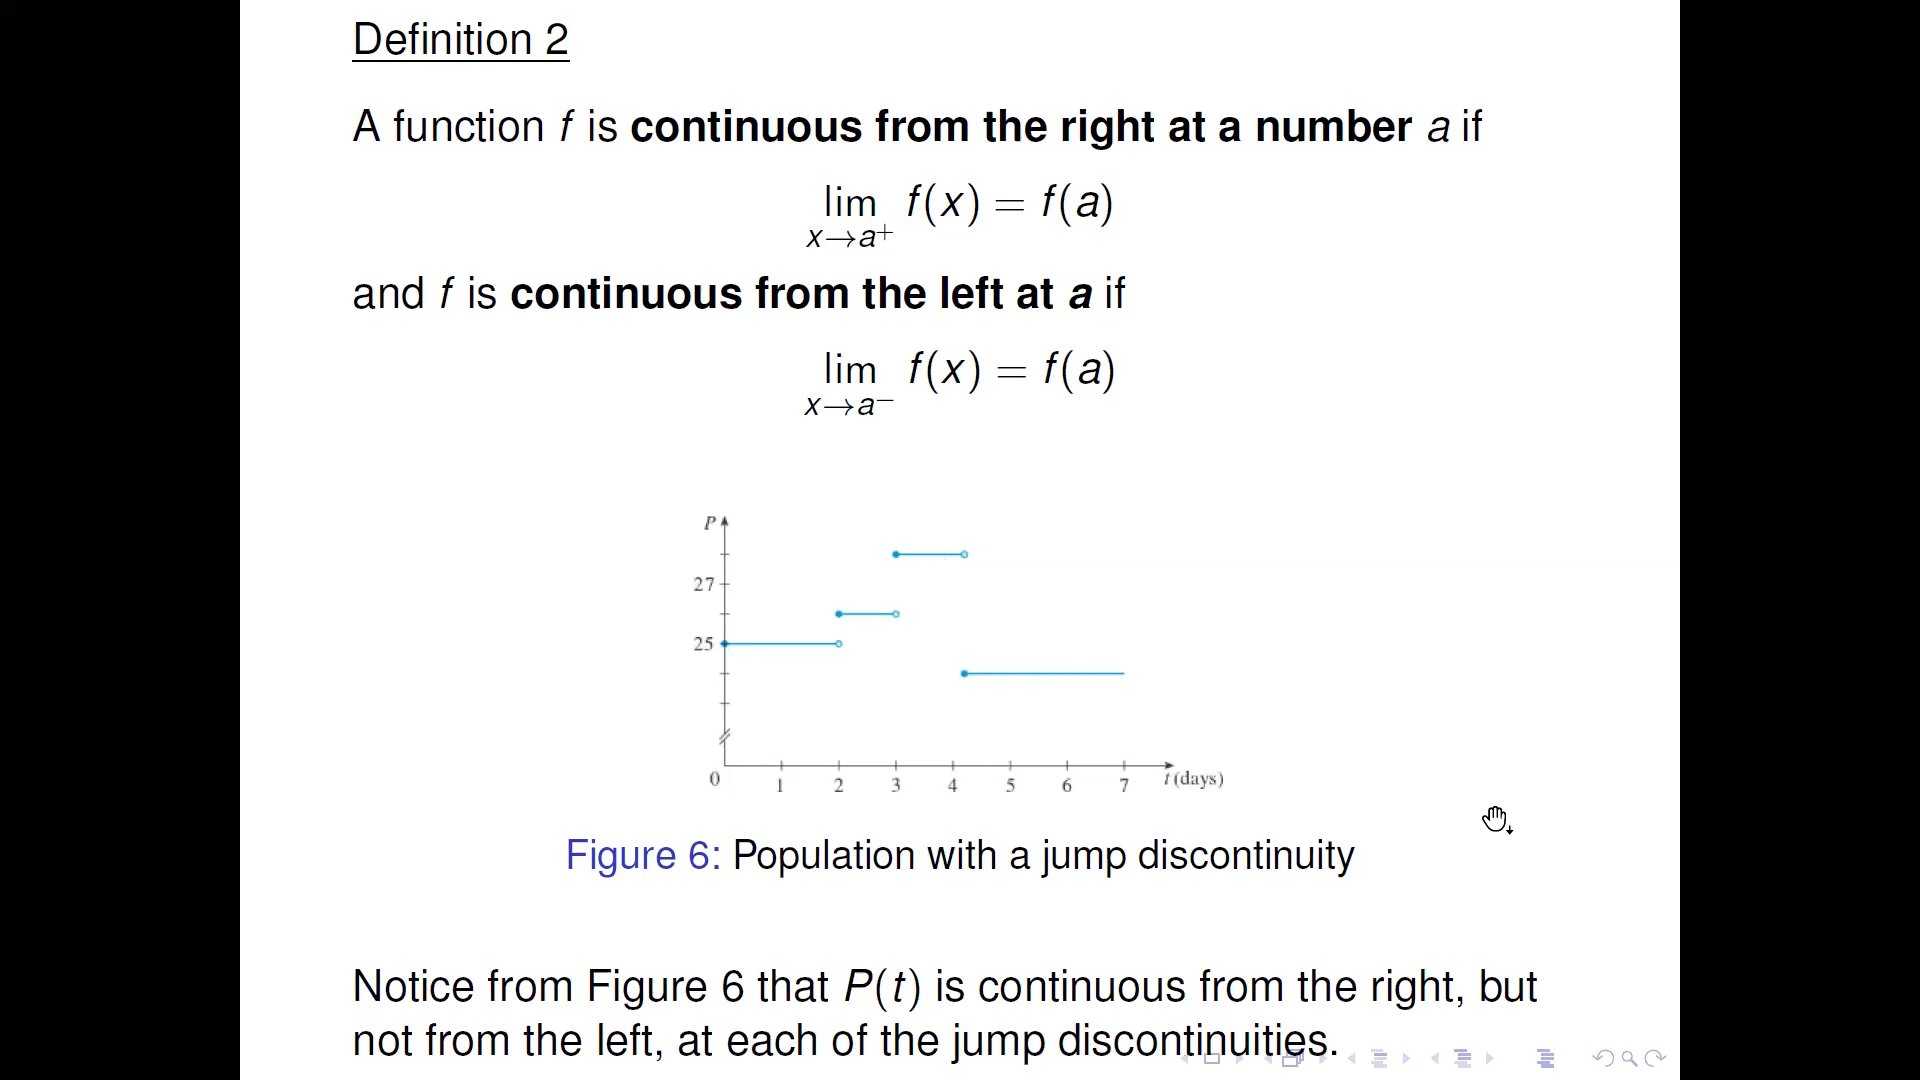 Definition 2
A function f is continuous from the right at a number a if
lim f(x) = f(a)
x→a+
and f is continuous from the left at a if
lim f(x) = f(a)
x→a−
P
27
25
0 1 2 3 4 5 6 7 t (days)
Figure 6: Population with a jump discontinuity
Notice from Figure 6 that P(t) is continuous from the right, but
not from the left, at each of the jump discontinuities.